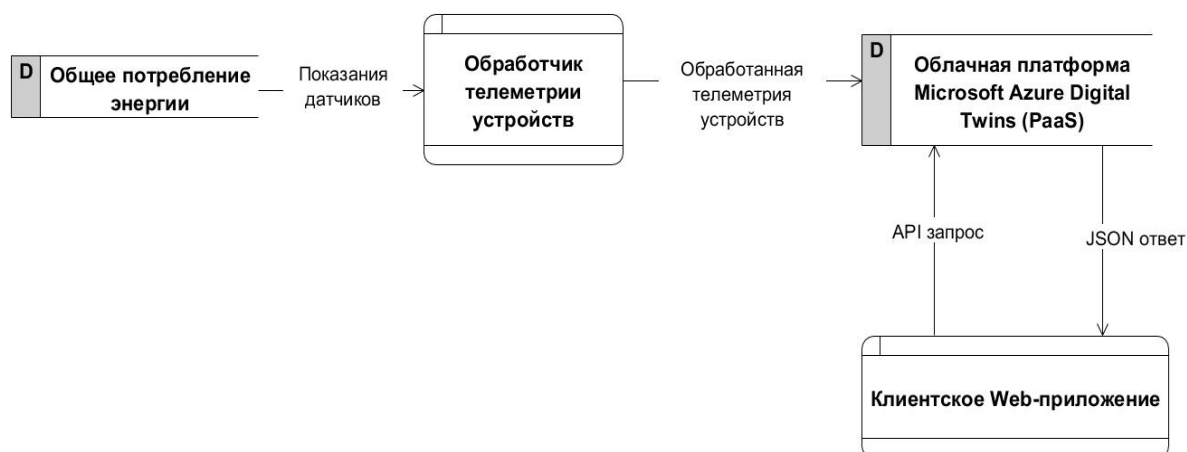 D
Общее потребление
энергии
Показания
датчиков
Обработчик
телеметрии
устройств
Обработанная
телеметрия
устройств
D
Облачная платформа
Microsoft Azure Digital
Twins (PaaS)
API запрос
JSON ответ
Клиентское Web-приложение